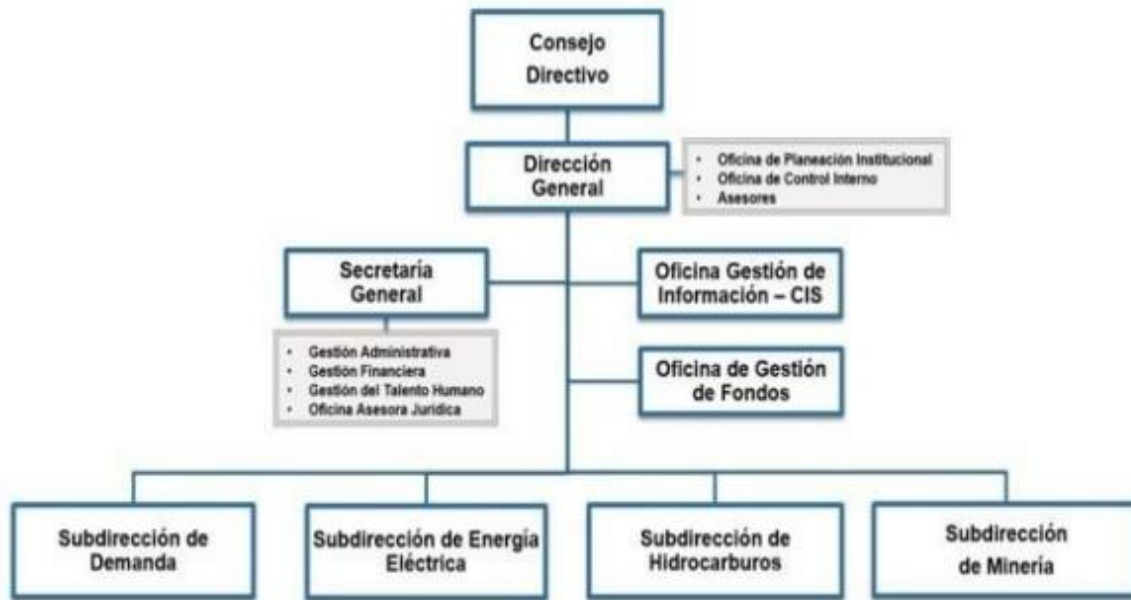 Consejo
Directivo
Dirección
General
• Oficina de Planeación Institucional
• Oficina de Control Interno
• Asesores
Secretaría
General
Oficina Gestión de
Información – CIS
• Gestión Administrativa
• Gestión Financiera
• Gestión del Talento Humano
• Oficina Asesora Jurídica
Oficina de Gestión
de Fondos
Subdirección de
Demanda
Subdirección de Energía
Eléctrica
Subdirección de
Hidrocarburos
Subdirección
de Minería